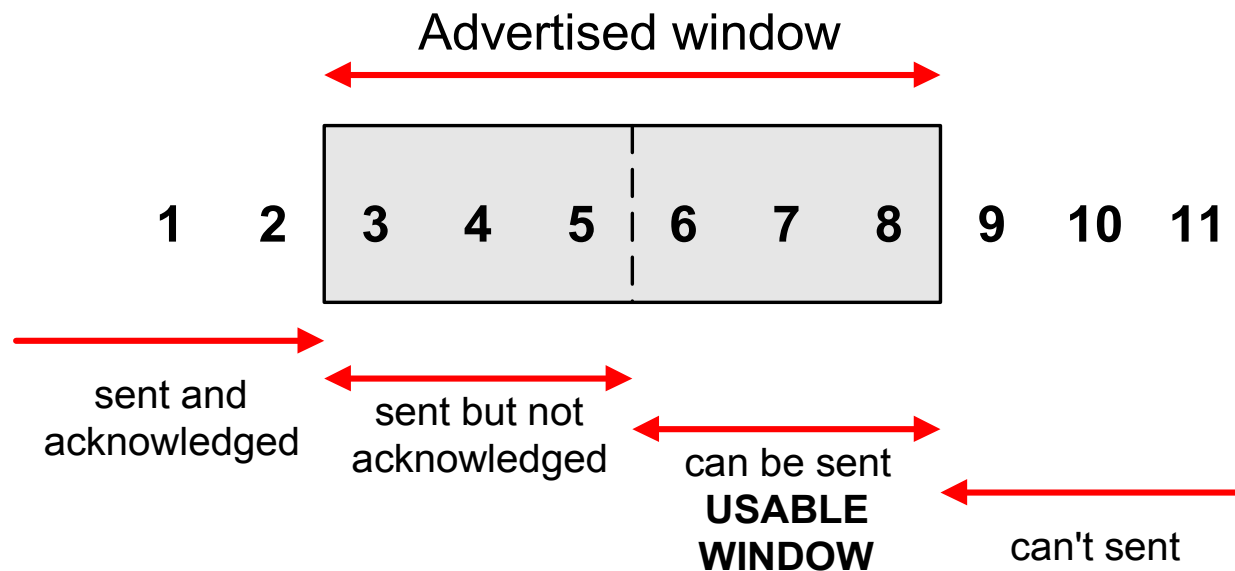 Advertised window
1 2 3 4 5 6 7 8 9 10 11
sent and
acknowledged
sent but not
acknowledged
can be sent
USABLE
WINDOW
can't sent